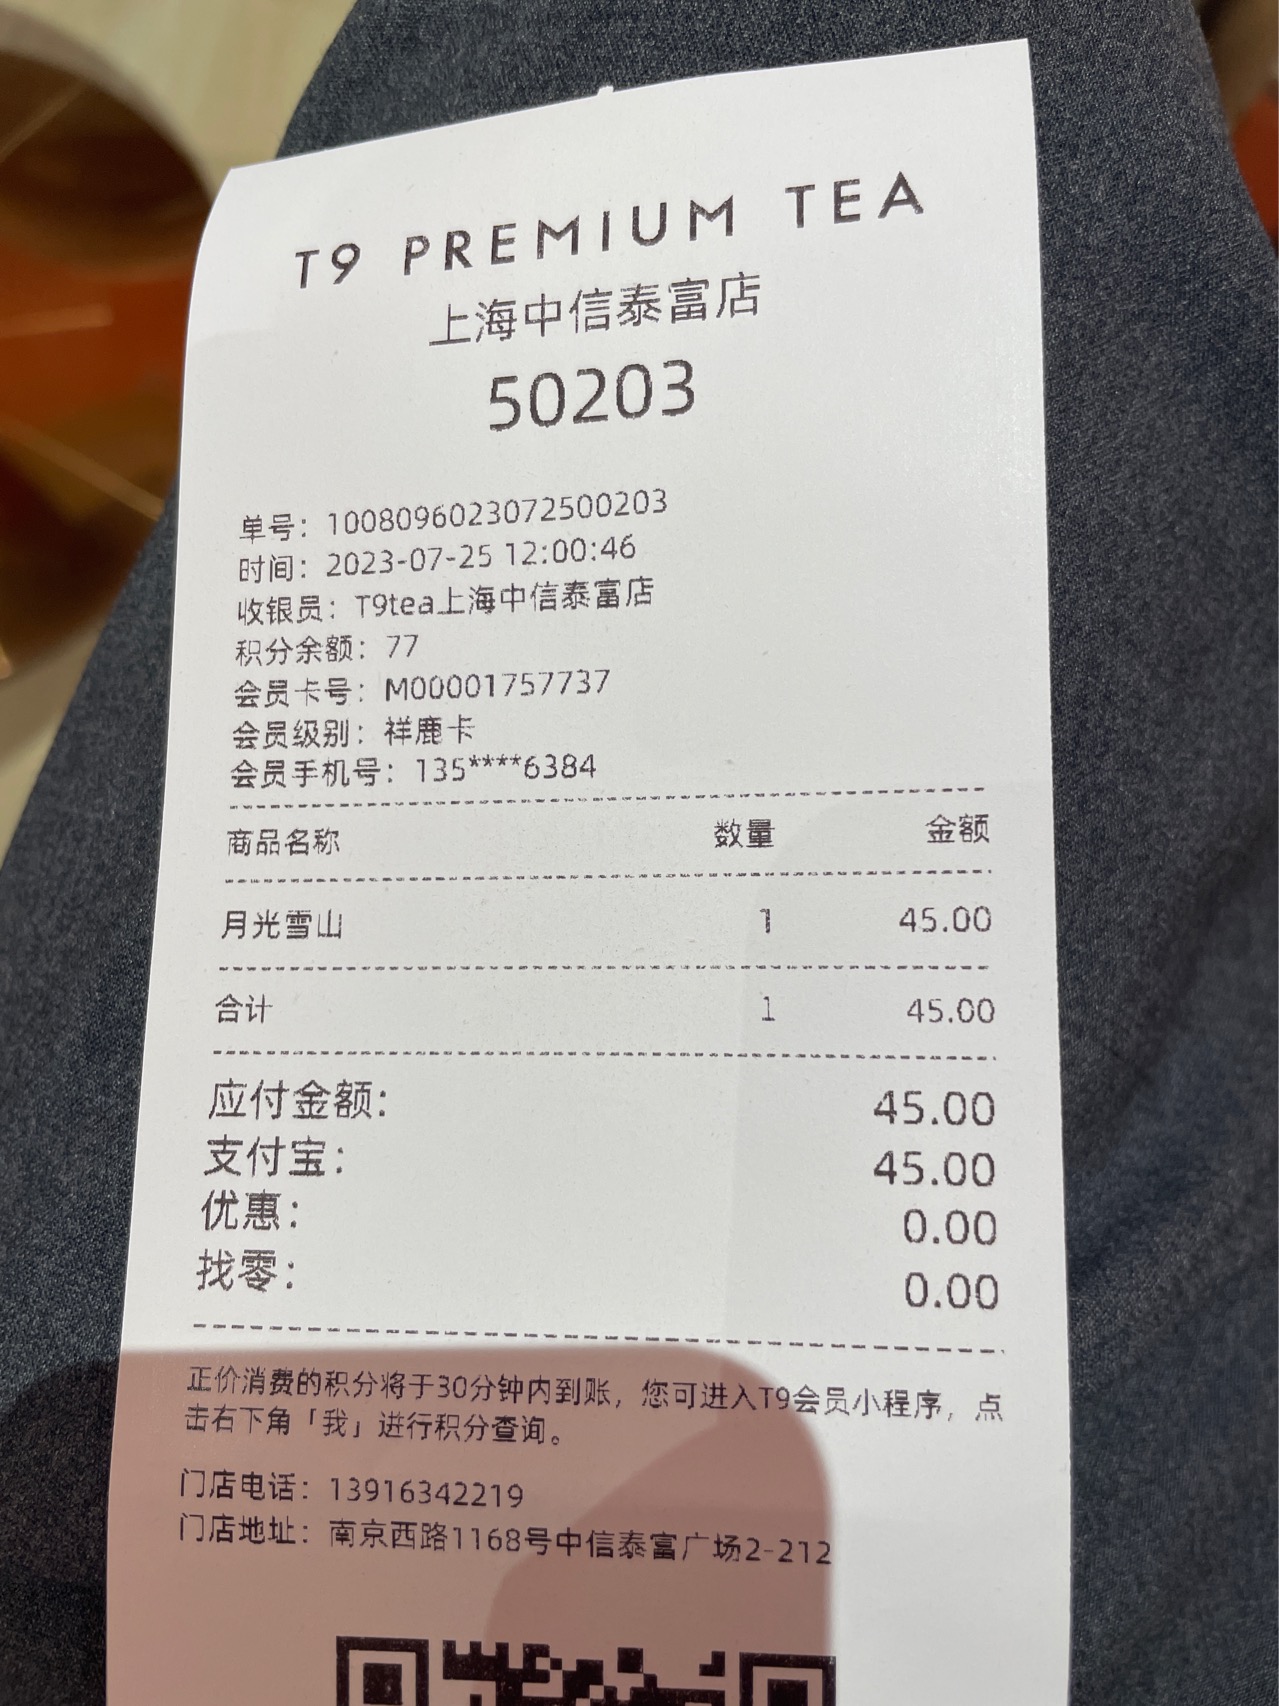 T9 PREMIUM TEA
上海中信泰富店
50203
单号：1008096023072500203
时间：2023-07-25 12:00:46
收银员：T9tea上海中信泰富店
积分余额：77
会员卡号：M00001757737
会员级别：祥鹿卡
会员手机号：135****6384
商品名称 数量 金额
月光雪山 1 45.00
合计 1 45.00
应付金额： 45.00
支付宝： 45.00
优惠： 0.00
找零： 0.00
正价消费的积分将于30分钟内到账，您可进入T9会员小程序，点
击右下角「我」进行积分查询。
门店电话：13916342219
门店地址：南京西路1168号中信泰富广场2-212